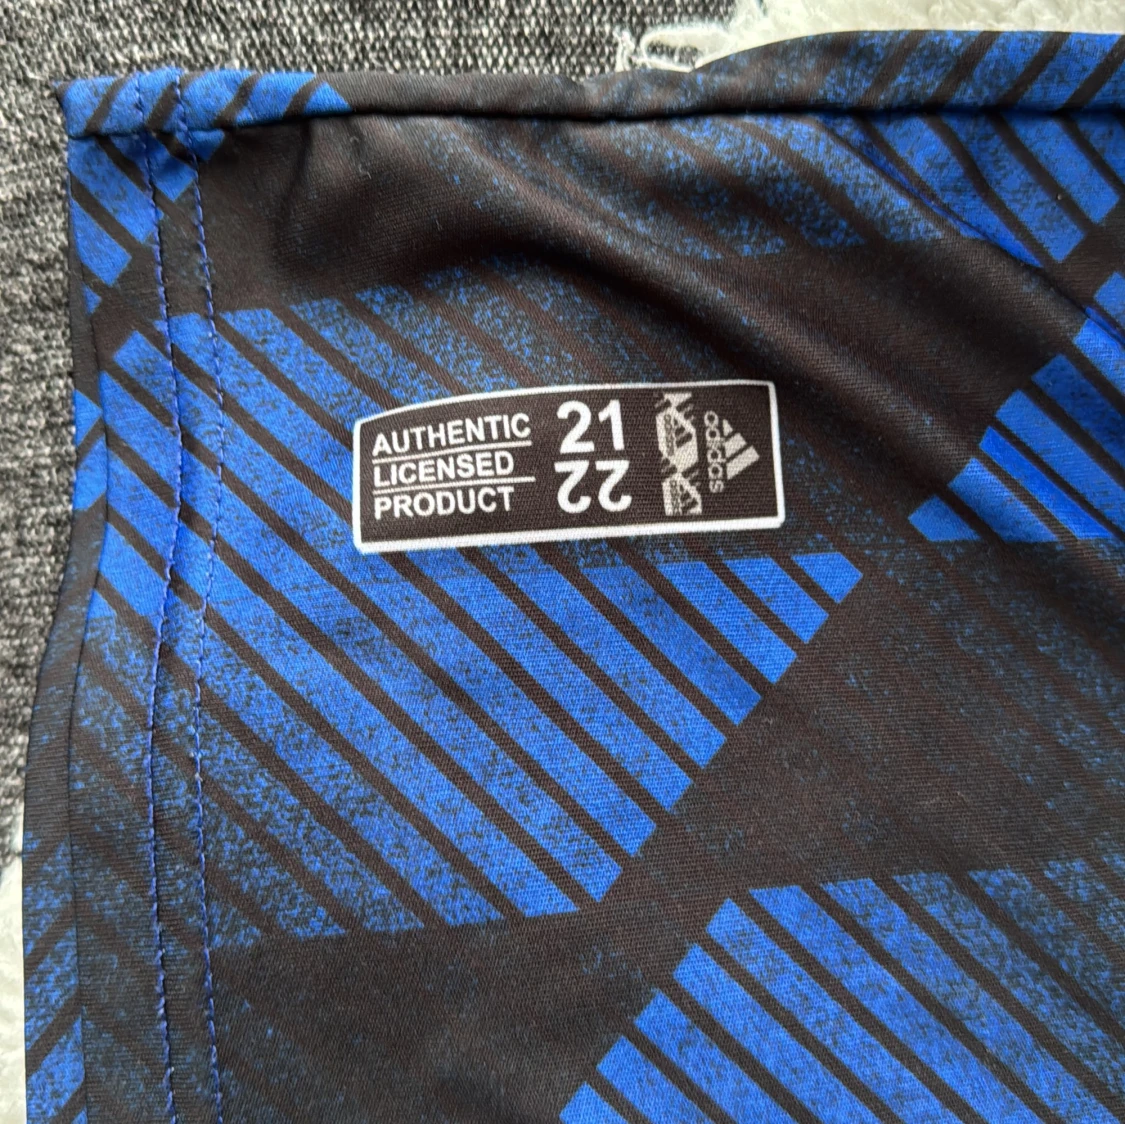 AUTHENTIC
LICENSED
PRODUCT
21
22
adidas